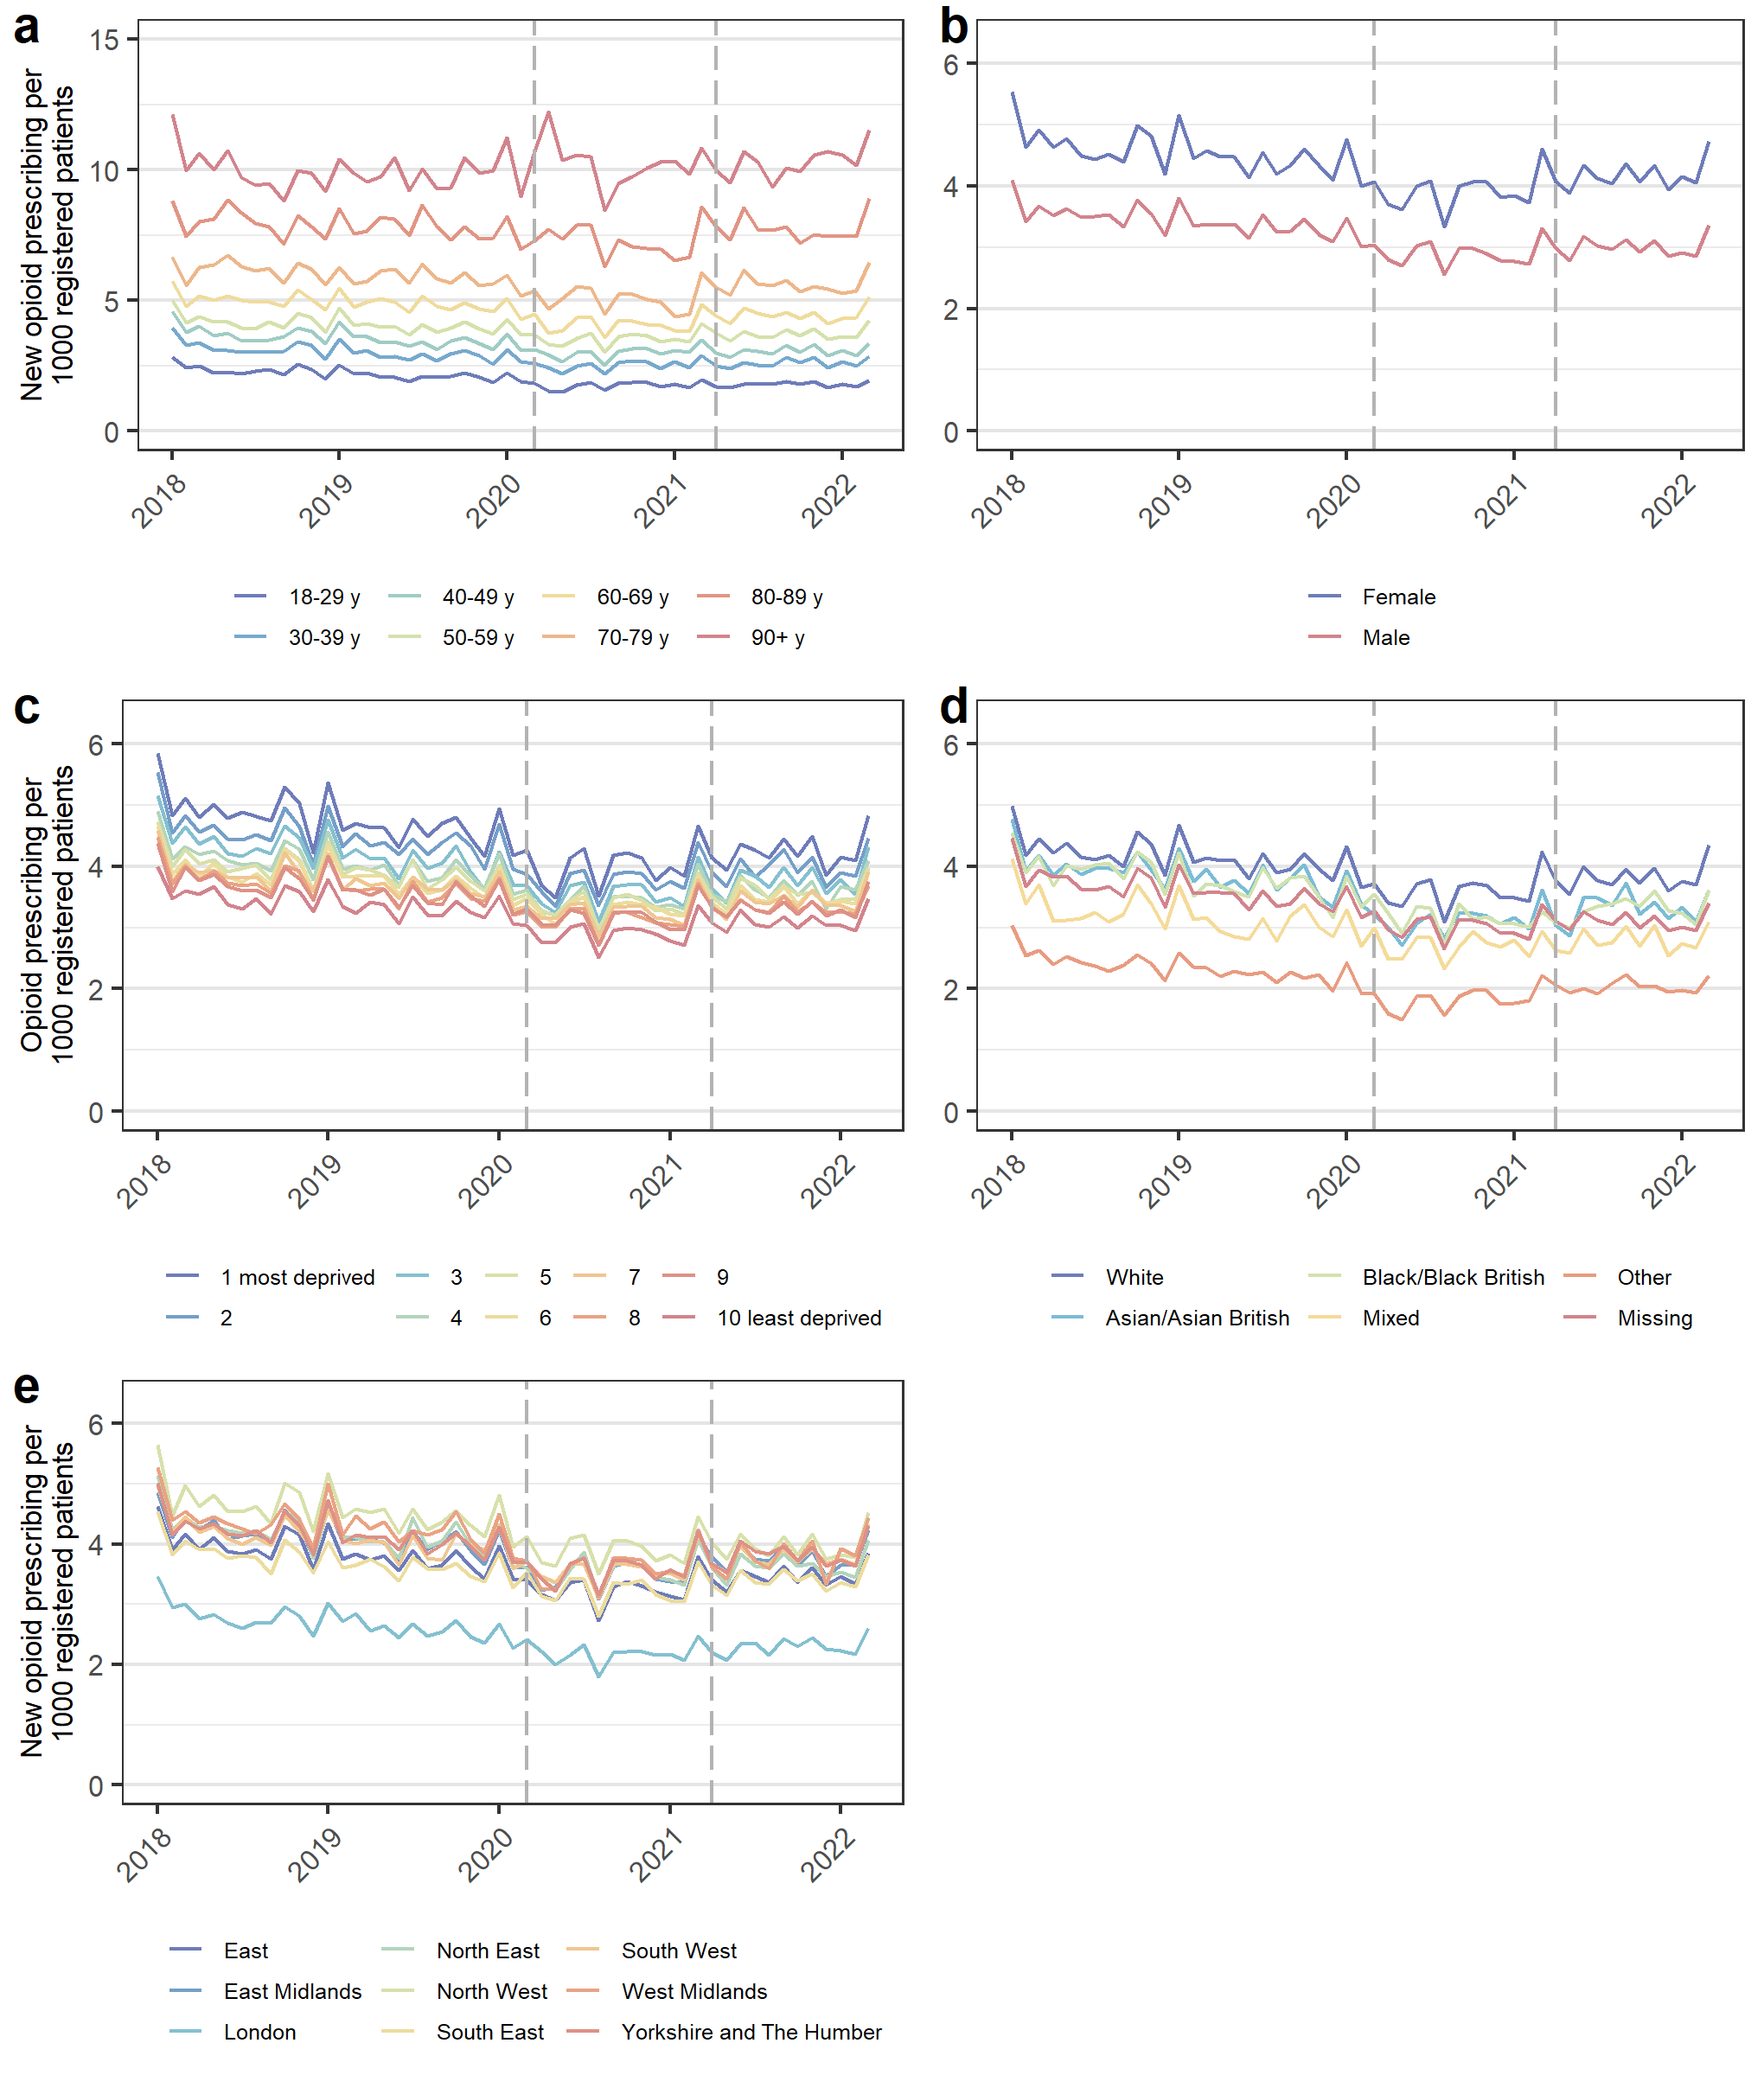 a
New opioid prescribing per
1000 registered patients
15
10
5
0
2018
2019
2020
2021
2022
18-29 y
40-49 y
60-69 y
80-89 y
30-39 y
50-59 y
70-79 y
90+ y
b
6
4
2
0
2018
2019
2020
2021
2022
Female
Male
c
Opioid prescribing per
1000 registered patients
6
4
2
0
2018
2019
2020
2021
2022
1 most deprived
3
5
7
9
2
4
6
8
10 least deprived
d
6
4
2
0
2018
2019
2020
2021
2022
White
Black/Black British
Other
Asian/Asian British
Mixed
Missing
e
New opioid prescribing per
1000 registered patients
6
4
2
0
2018
2019
2020
2021
2022
East
North East
South West
East Midlands
North West
West Midlands
London
South East
Yorkshire and The Humber